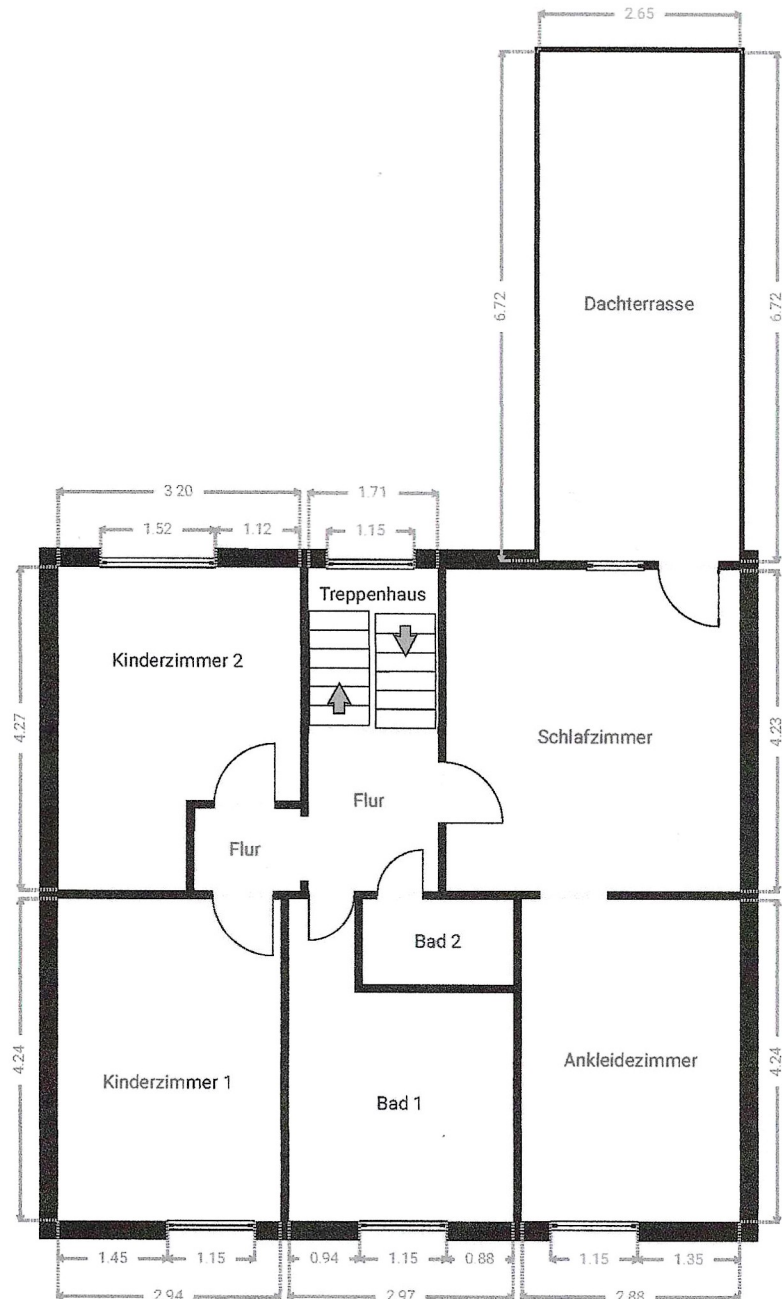 2.65
6.72
6.72
Dachterrasse
3.20
1.71
1.52
1.12
1.15
Treppenhaus
Kinderzimmer 2
4.27
4.23
Schlafzimmer
Flur
Flur
Bad 2
4.24
4.24
Kinderzimmer 1
Ankleidezimmer
Bad 1
1.45
1.15
0.94
1.15
0.88
1.15
1.35
2.94
2.97
2.88